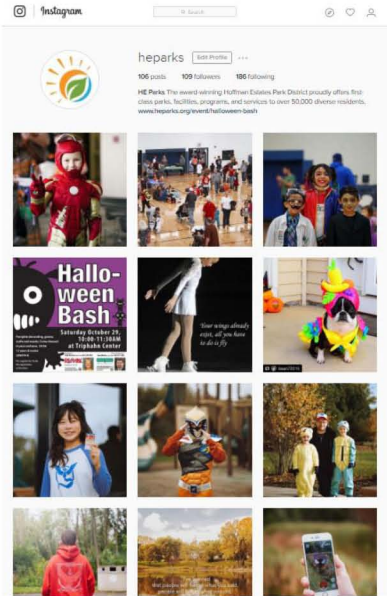 Instagram
Search
heparks Edit Profile ...
106 posts 109 followers 186 following
HE Parks The award-winning Hoffman Estates Park District proudly offers first-
class parks, facilities, programs, and services to over 50,000 diverse residents.
www.heparks.org/event/halloween-bash
Hallo-
ween
Bash
Saturday October 29,
10:00-11:30AM
at Triphahn Center
Your wings already
exist, all you have
to do is fly